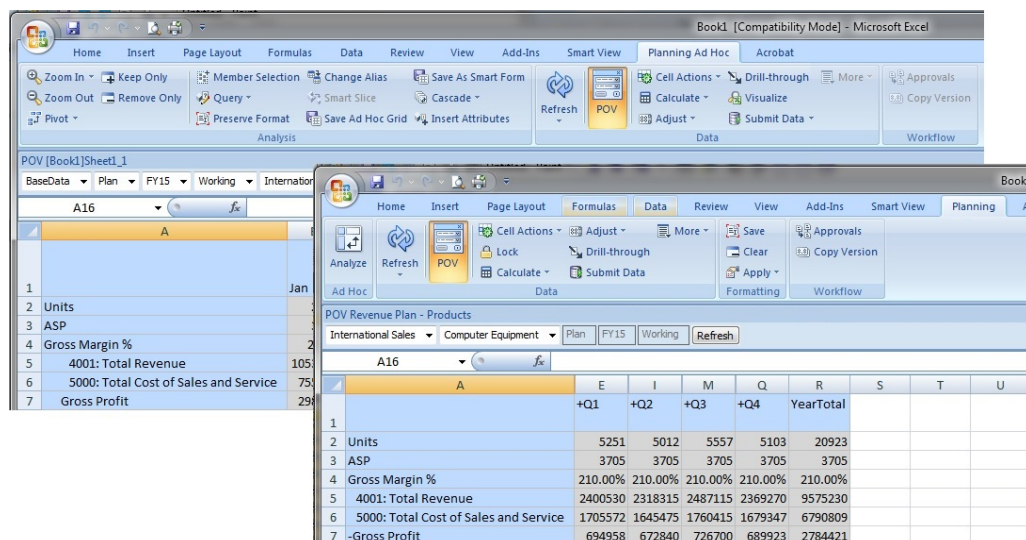 Book1 [Compatibility Mode] - Microsoft Excel
Home Insert Page Layout Formulas Data Review View Add-Ins Smart View Planning Ad Hoc Acrobat
Zoom In Keep Only Member Selection Change Alias Save As Smart Form Cell Actions Drill-through More Approvals
Zoom Out Remove Only Query Smart Slice Cascade Refresh POV Calculate Visualize Copy Version
Pivot Preserve Format Save Ad Hoc Grid Insert Attributes Adjust Submit Data
Analysis Data Workflow
POV [Book1]Sheet1_1
BaseData Plan FY15 Working
A16 fx
A
1 Jan
2 Units
3 ASP
4 Gross Margin %
5 4001: Total Revenue
6 5000: Total Cost of Sales and Service
7 Gross Profit
Home Insert Page Layout Formulas Data Review View Add-Ins Smart View Planning
Analyze Refresh POV Cell Actions Adjust More Save Approvals
Lock Drill-through Clear Copy Version
Calculate Submit Data Apply
Ad Hoc Data Formatting Workflow
POV Revenue Plan - Products
International Sales Computer Equipment Plan FY15 Working Refresh
A16 fx
A E I M Q R S T U
1 +Q1 +Q2 +Q3 +Q4 YearTotal
2 Units 5251 5012 5557 5103 20923
3 ASP 3705 3705 3705 3705 3705
4 Gross Margin % 210.00% 210.00% 210.00% 210.00% 210.00%
5 4001: Total Revenue 2400530 2318315 2487115 2369270 9575230
6 5000: Total Cost of Sales and Service 1705572 1645475 1760415 1679347 6790809
7 -Gross Profit 694958 672840 726700 689923 2784421